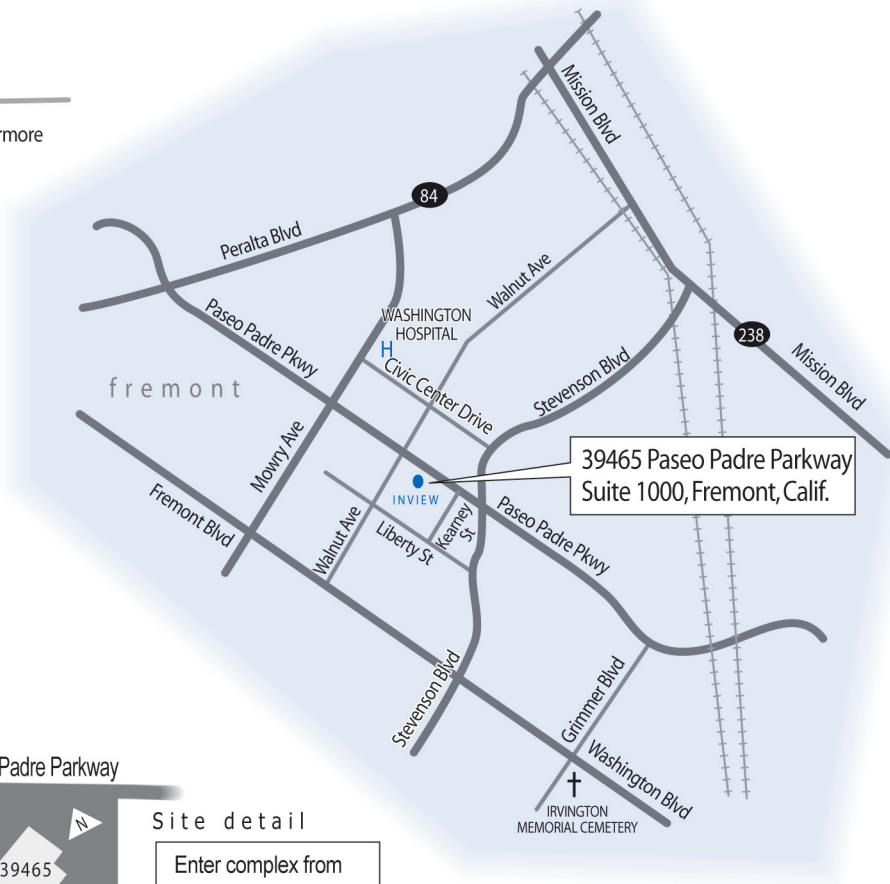 rmore
Mission Blvd
84
Peralta Blvd
Walnut Ave
Paseo Padre Pkwy
WASHINGTON
HOSPITAL
H
238
fremont
Civic Center Drive
Stevenson Blvd
Mission Blvd
Mowry Ave
39465 Paseo Padre Parkway
Suite 1000, Fremont, Calif.
INVIEW
Fremont Blvd
Walnut Ave
Liberty St
Kearney
St
Paseo Padre Pkwy
Stevenson Blvd
Grimmer Blvd
Washington Blvd
IRVINGTON
MEMORIAL CEMETERY
Padre Parkway
N
39465
Site detail
Enter complex from